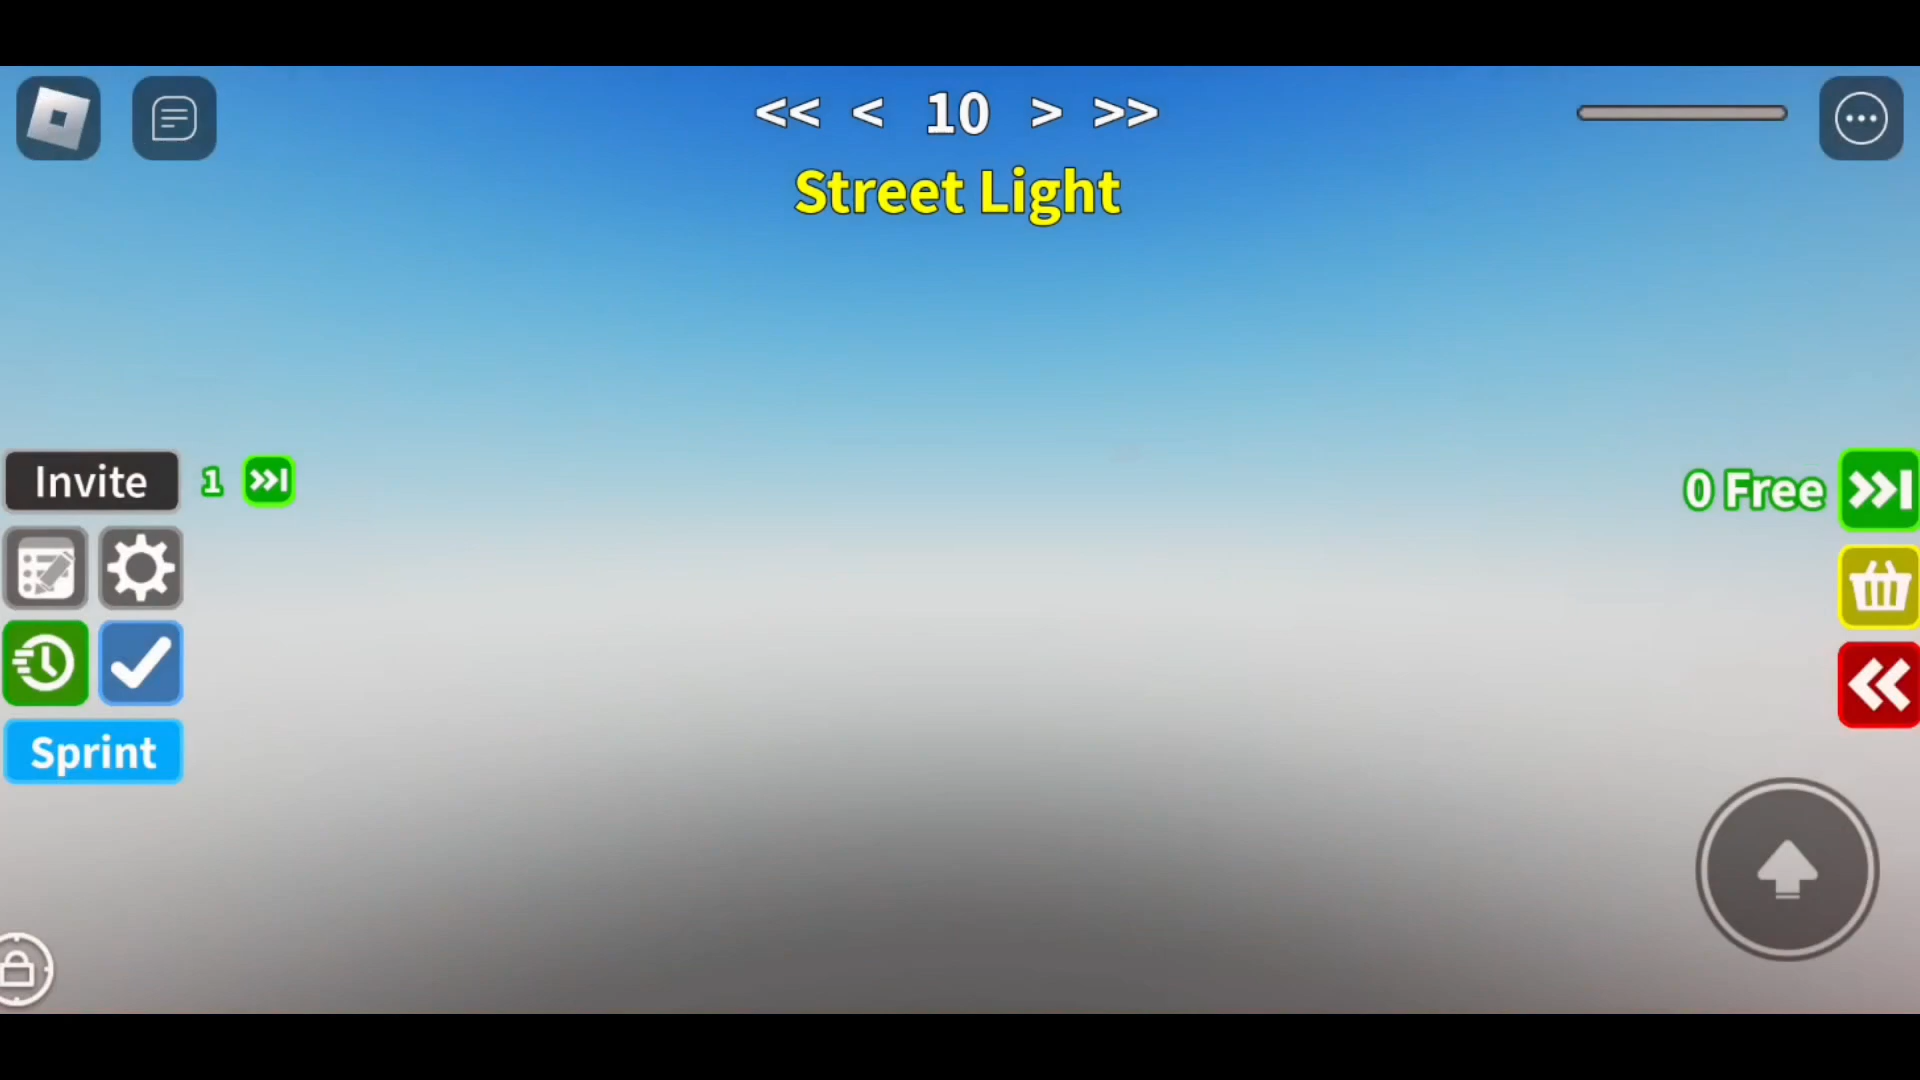 << < 10 > >>
Street Light
Invite 1
0 Free
Sprint